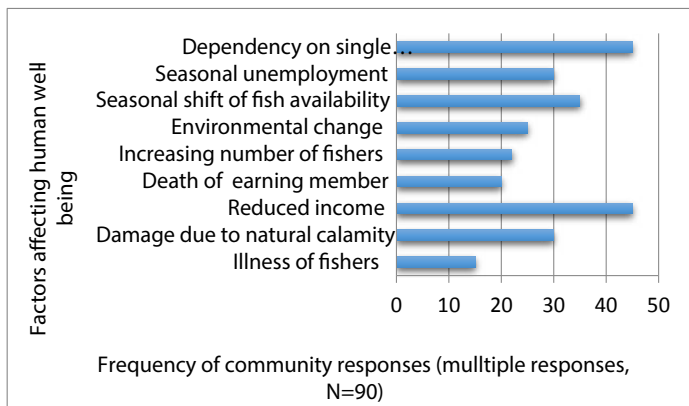 Factors affecting human well
being
Dependency on single…
Seasonal unemployment
Seasonal shift of fish availability
Environmental change
Increasing number of fishers
Death of earning member
Reduced income
Damage due to natural calamity
Illness of fishers
0 10 20 30 40 50
Frequency of community responses (mulltiple responses,
N=90)